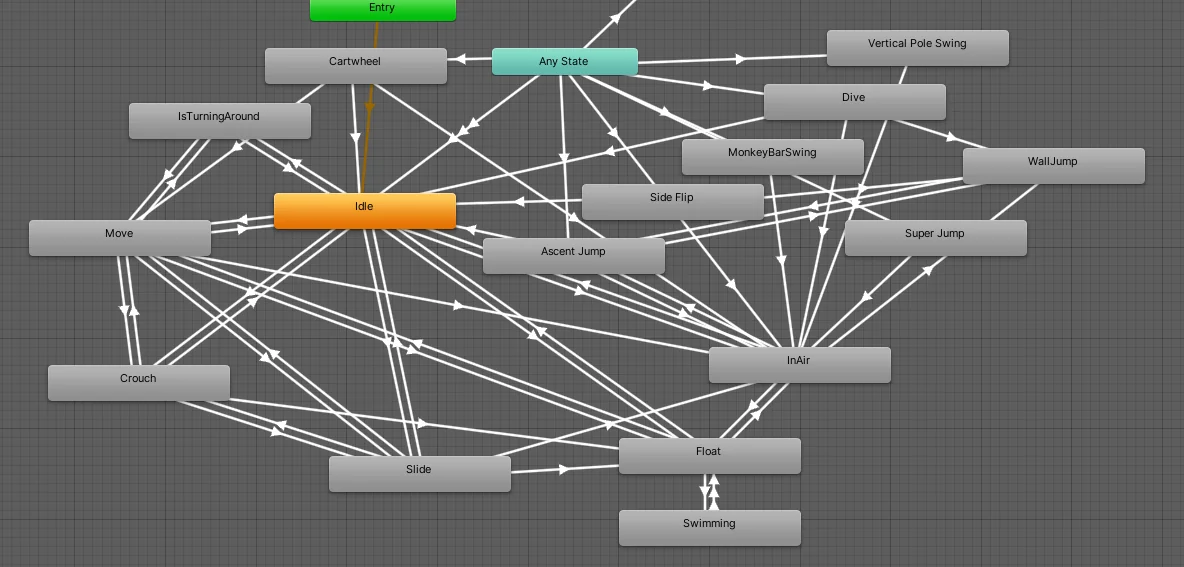 Entry
Vertical Pole Swing
Cartwheel
Any State
Dive
IsTurningAround
MonkeyBarSwing
WallJump
Side Flip
Idle
Move
Super Jump
Ascent Jump
InAir
Crouch
Float
Slide
Swimming